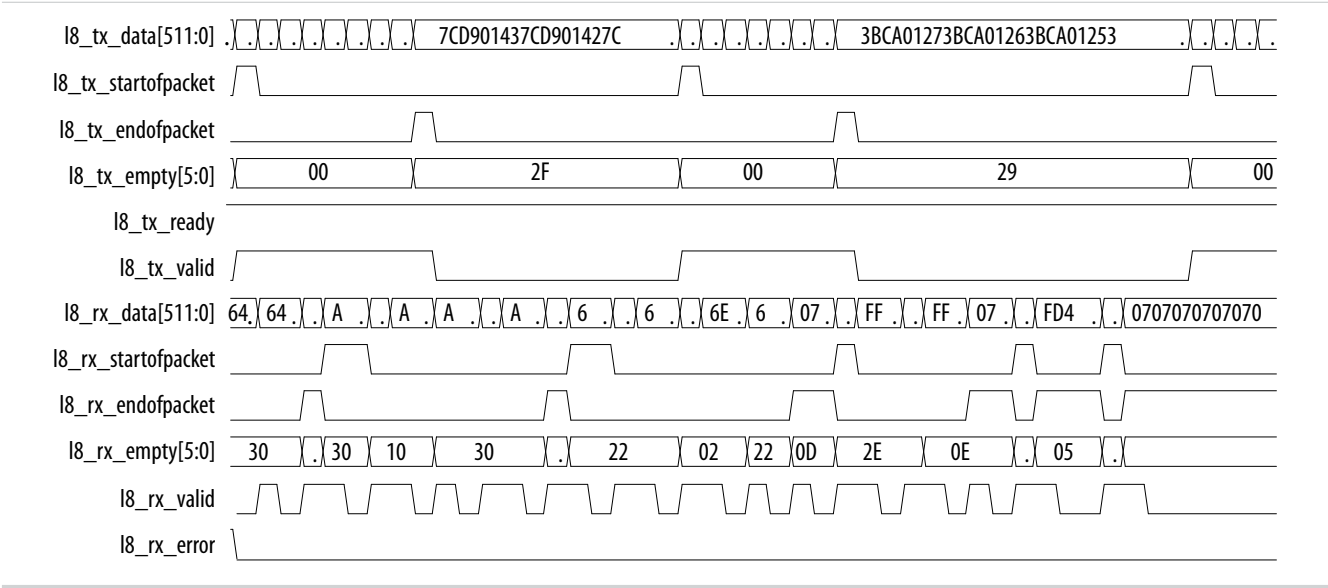 l8_tx_data[511:0] . . . . . . . . . 7CD901437CD901427C . . . . . . . . 3BCA01273BCA01263BCA01253 . . . . .
l8_tx_startofpacket
l8_tx_endofpacket
l8_tx_empty[5:0] 00 2F 00 29 00
l8_tx_ready
l8_tx_valid
l8_rx_data[511:0] 64. 64 . . A . . A . A . . A . . 6 . . 6 . 6E . 6 . 07 . . FF . . FF . 07 . . FD4 . . 0707070707070
l8_rx_startofpacket
l8_rx_endofpacket
l8_rx_empty[5:0] 30 . 30 10 30 . 22 02 22 0D 2E 0E . 05 .
l8_rx_valid
l8_rx_error